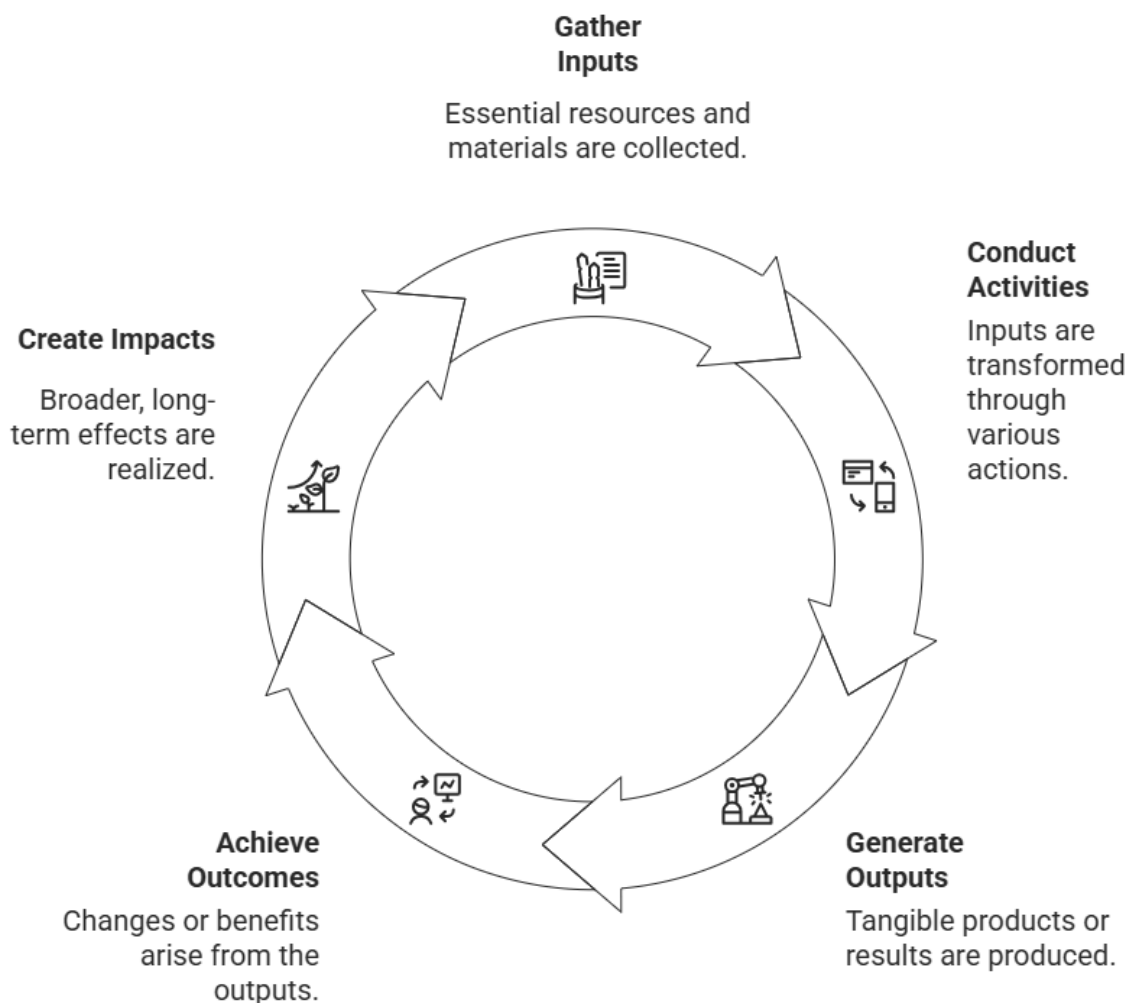 Gather
Inputs
Essential resources and
materials are collected.
Conduct
Activities
Inputs are
transformed
through
various
actions.
Generate
Outputs
Tangible products or
results are produced.
Achieve
Outcomes
Changes or benefits
arise from the
outputs.
Create Impacts
Broader, long-
term effects are
realized.